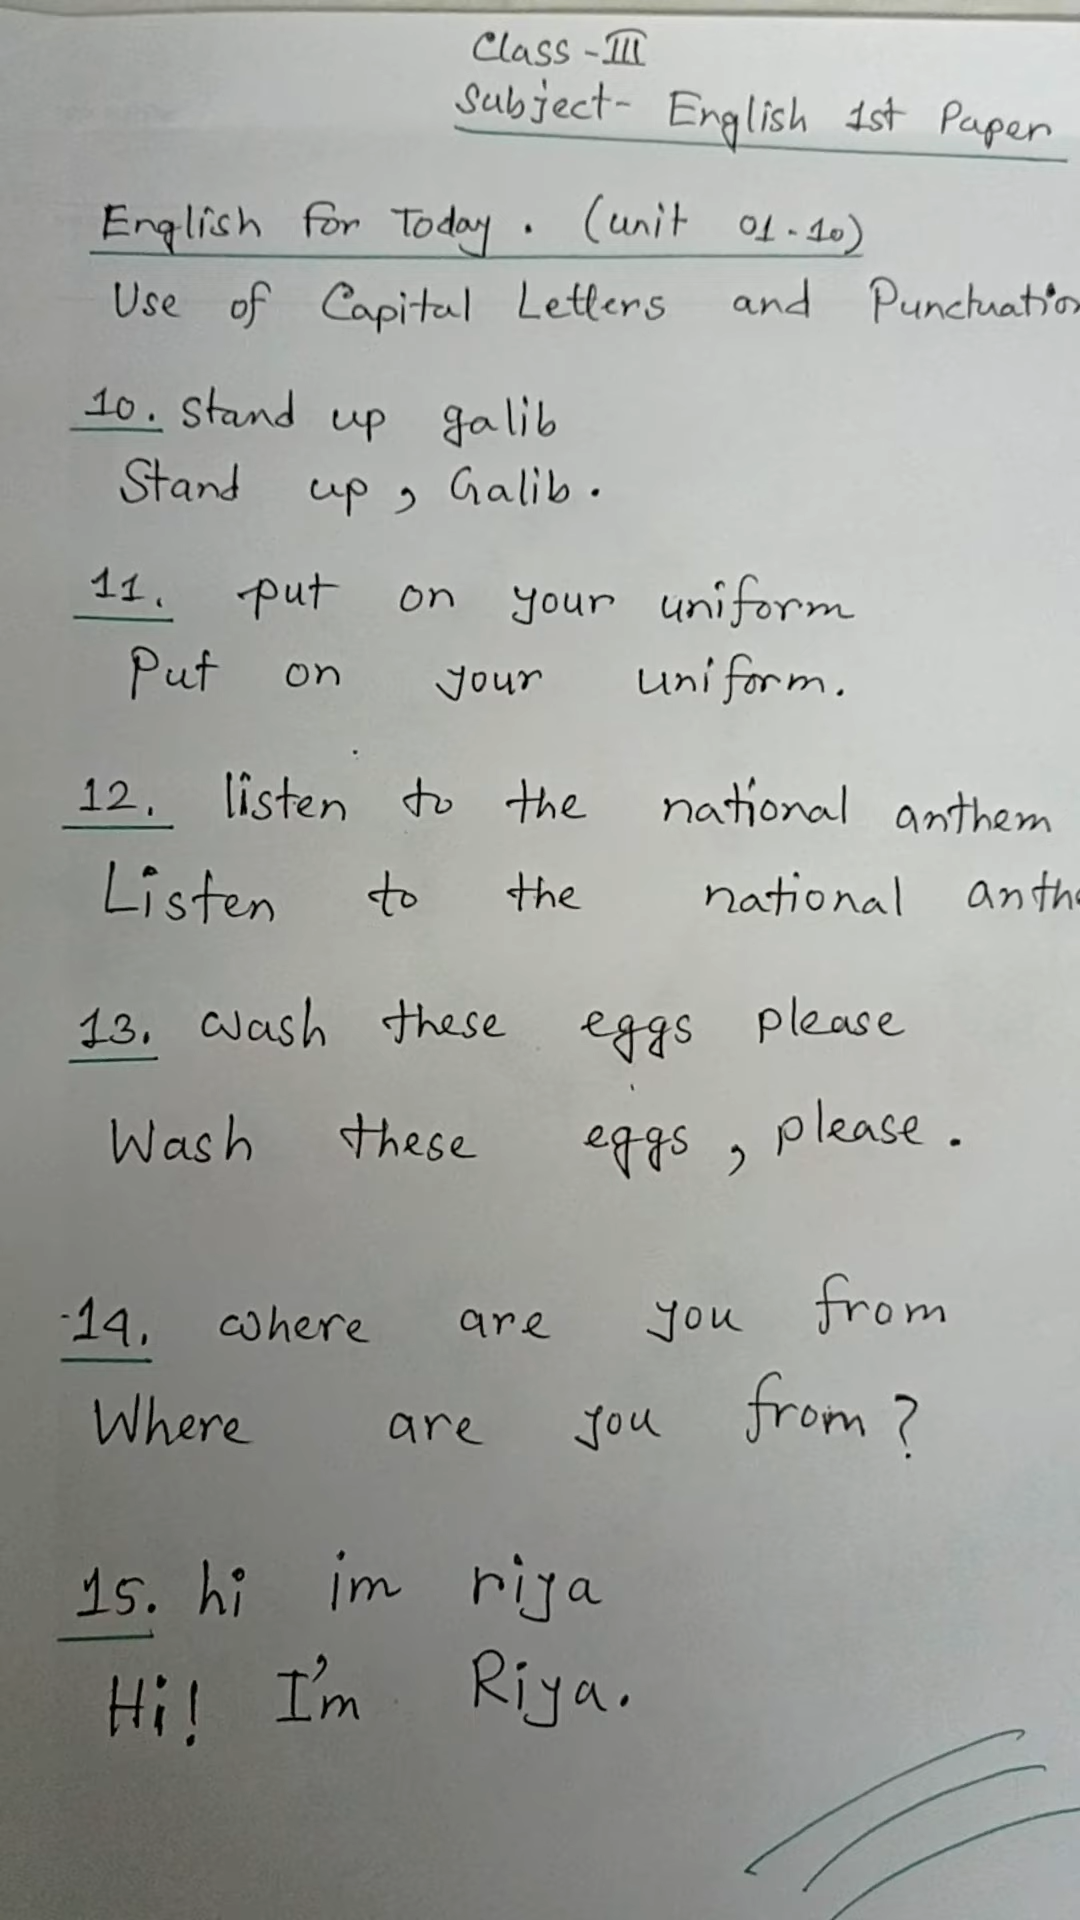 Class - III
Subject - English 1st Paper
English For Today. (unit 01-10)
Use of Capital Letters and Punctuation
10. stand up galib
Stand up, Galib.
11. put on your uniform
Put on your uniform.
12. listen to the national anthem
Listen to the national
13. wash these eggs please
Wash these eggs, please.
14. where are you from
Where are you from?
15. hi im riya
Hi! I'm Riya.